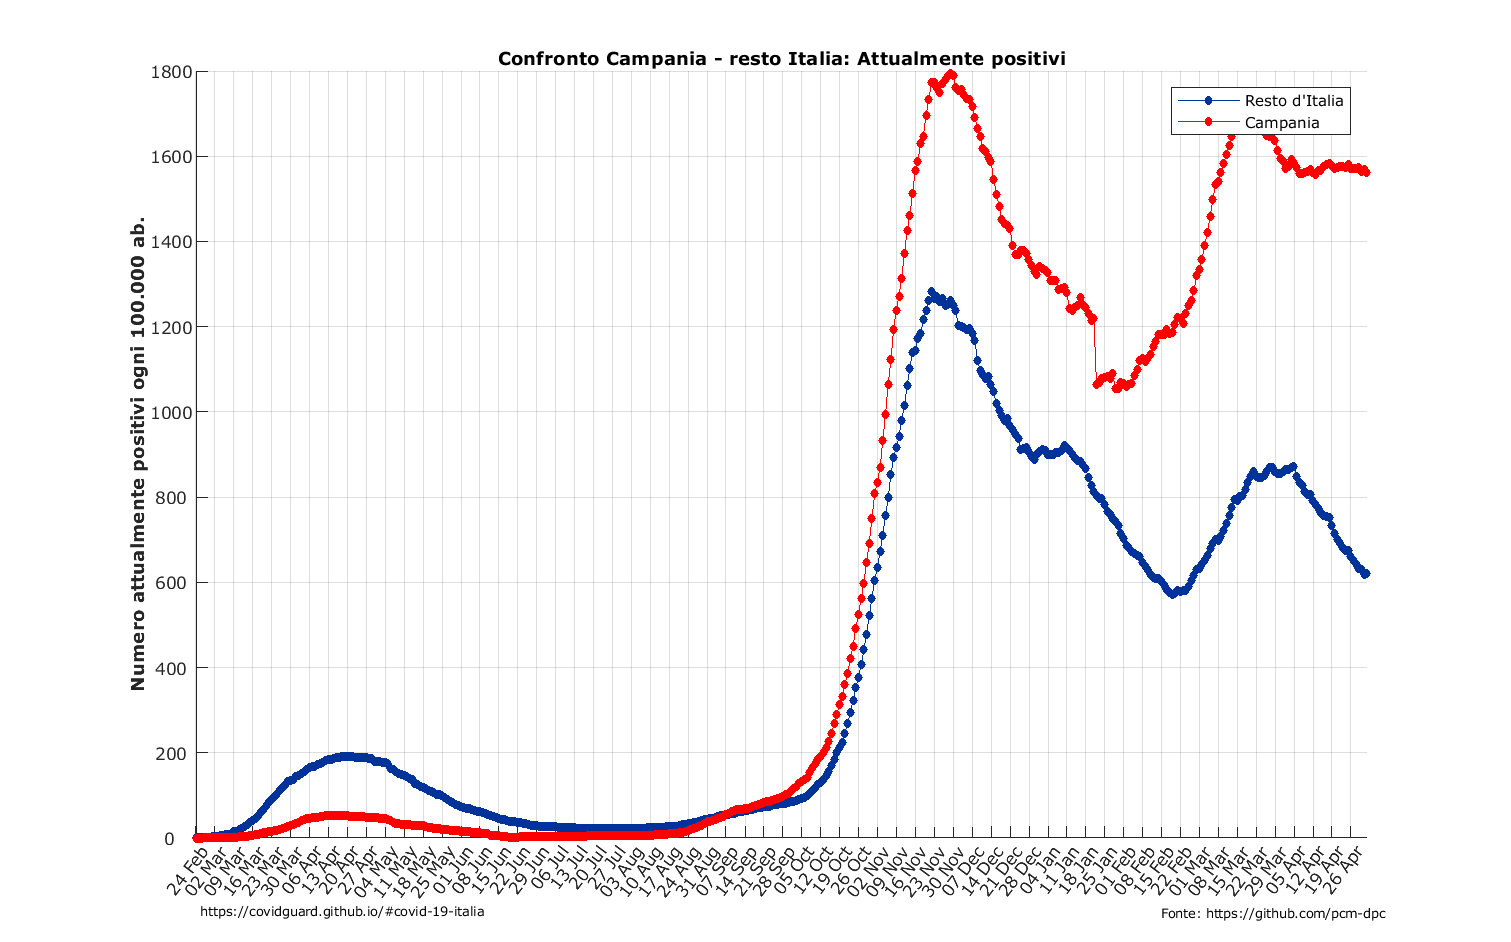 Confronto Campania - resto Italia: Attualmente positivi
Numero attualmente positivi ogni 100.000 ab.
1800
1600
1400
1200
1000
800
600
400
200
0
Resto d'Italia
Campania
24 Feb
02 Mar
09 Mar
16 Mar
23 Mar
30 Mar
06 Apr
13 Apr
20 Apr
27 Apr
04 May
11 May
18 May
25 May
01 Jun
08 Jun
15 Jun
22 Jun
29 Jun
06 Jul
13 Jul
20 Jul
27 Jul
03 Aug
10 Aug
17 Aug
24 Aug
31 Aug
07 Sep
14 Sep
21 Sep
28 Sep
05 Oct
12 Oct
19 Oct
26 Oct
02 Nov
09 Nov
16 Nov
23 Nov
30 Nov
07 Dec
14 Dec
21 Dec
28 Dec
04 Jan
11 Jan
18 Jan
25 Jan
01 Feb
08 Feb
15 Feb
22 Feb
01 Mar
08 Mar
15 Mar
22 Mar
29 Mar
05 Apr
12 Apr
19 Apr
26 Apr
https://covidguard.github.io/#covid-19-italia
Fonte: https://github.com/pcm-dpc